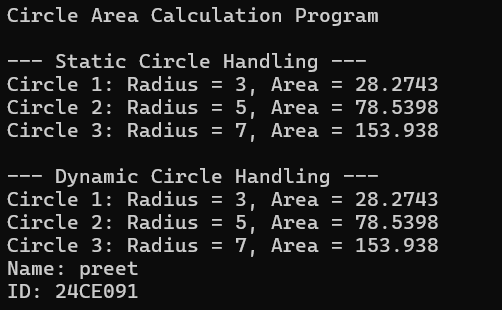 Circle Area Calculation Program
--- Static Circle Handling ---
Circle 1: Radius = 3, Area = 28.2743
Circle 2: Radius = 5, Area = 78.5398
Circle 3: Radius = 7, Area = 153.938
--- Dynamic Circle Handling ---
Circle 1: Radius = 3, Area = 28.2743
Circle 2: Radius = 5, Area = 78.5398
Circle 3: Radius = 7, Area = 153.938
Name: preet
ID: 24CE091